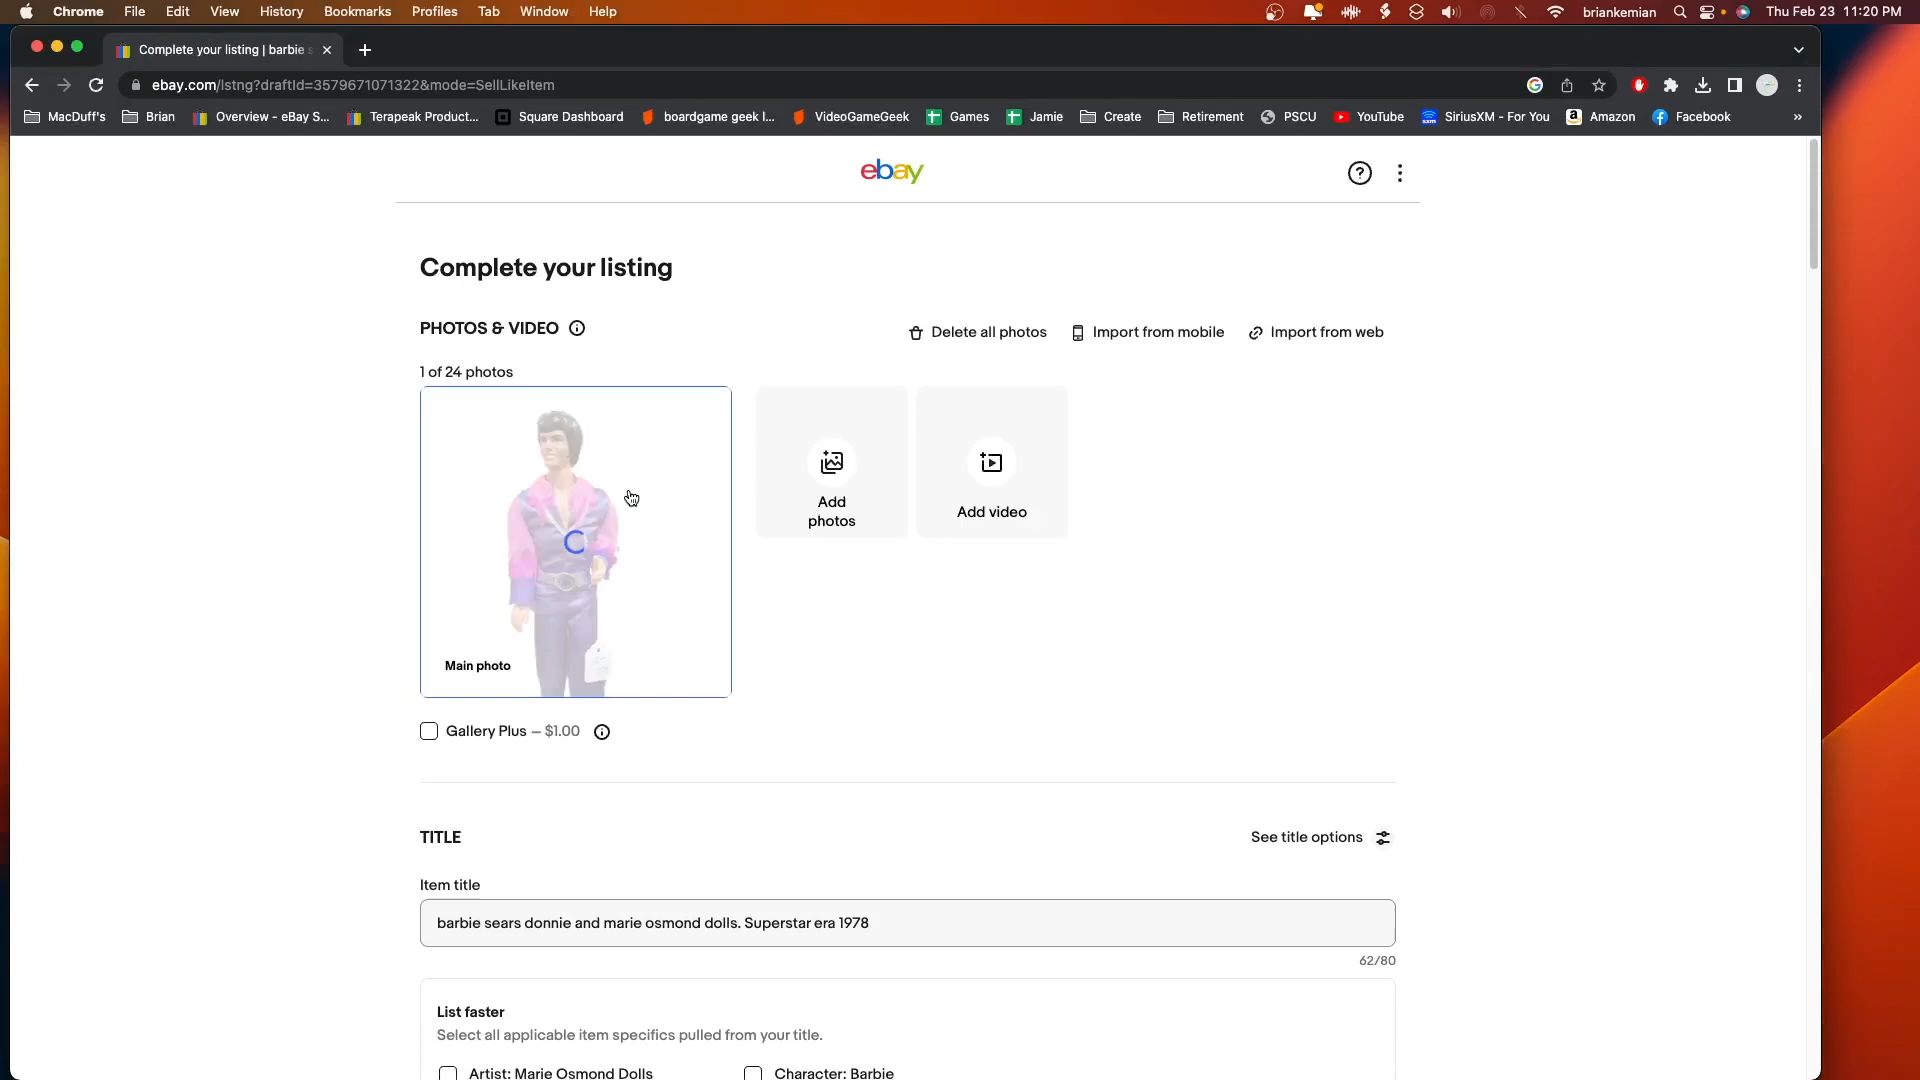 Chrome File Edit View History Bookmarks Profiles Tab Window Help briankemian Thu Feb 23 11:20 PM
Complete your listing | barbie s
ebay.com/lstng?draftId=3579671071322&mode=SellLikeItem
MacDuff's Brian Overview - eBay S... Terapeak Product... Square Dashboard boardgame geek I... VideoGameGeek Games Jamie Create Retirement PSCU YouTube SiriusXM - For You Amazon Facebook »
ebay
Complete your listing
PHOTOS & VIDEO
Delete all photos Import from mobile Import from web
1 of 24 photos
Add photos
Add video
Main photo
Gallery Plus – $1.00
TITLE
See title options
Item title
barbie sears donnie and marie osmond dolls. Superstar era 1978
62/80
List faster
Select all applicable item specifics pulled from your title.
Artist: Marie Osmond Dolls Character: Barbie